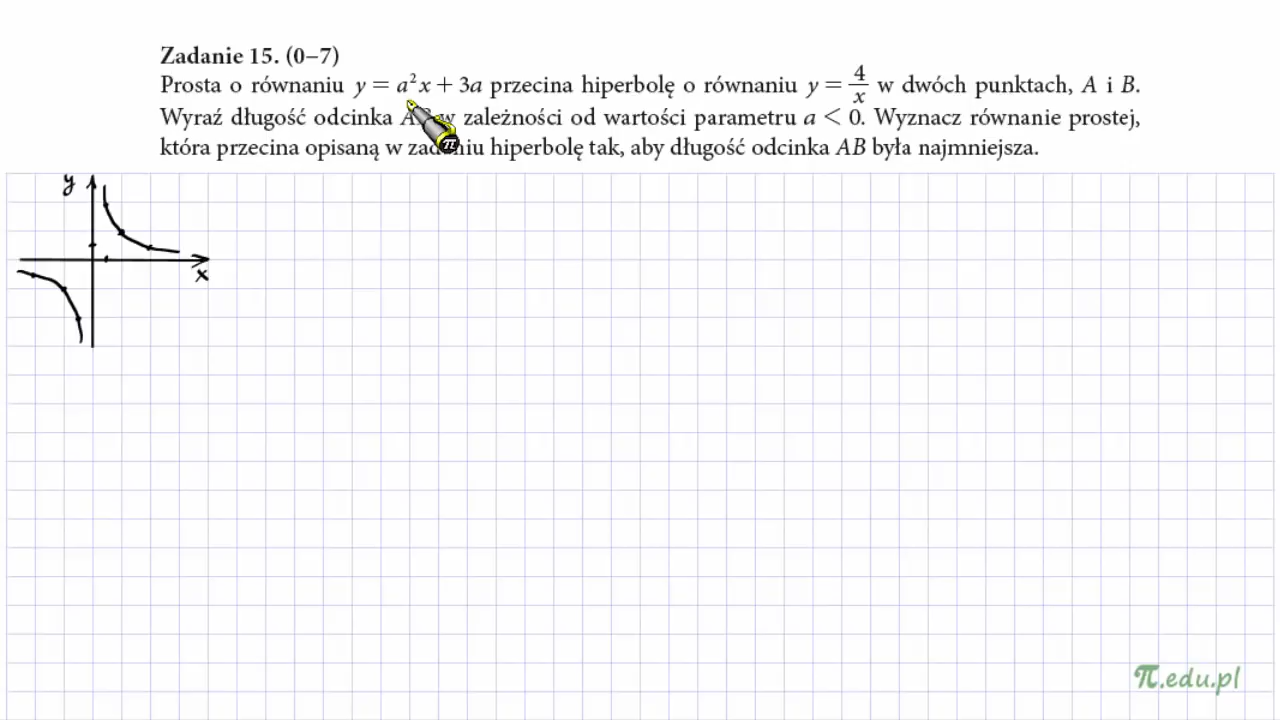 Zadanie 15. (0–7)
Prosta o równaniu y = a²x + 3a przecina hiperbolę o równaniu y = 4/x w dwóch punktach, A i B.
Wyraź długość odcinka w zależności od wartości parametru a < 0. Wyznacz równanie prostej,
która przecina opisaną w zadaniu hiperbolę tak, aby długość odcinka AB była najmniejsza.
y
x
π.edu.pl